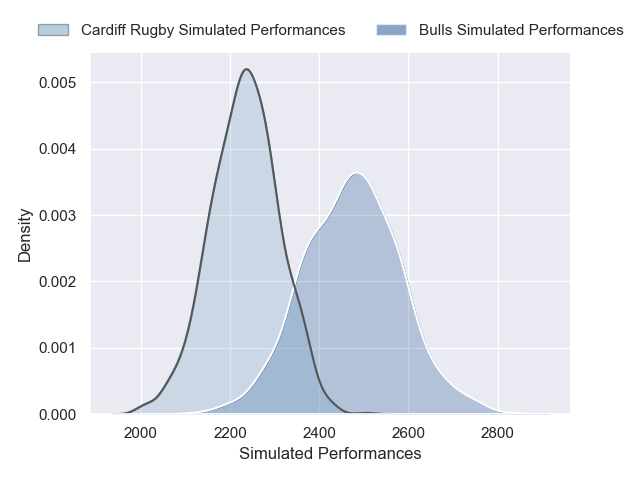 Cardiff Rugby Simulated Performances
Bulls Simulated Performances
0.005
0.004
0.003
0.002
0.001
0.000
Density
2000
2200
2400
2600
2800
Simulated Performances